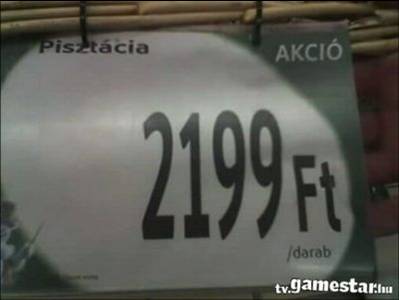 Pisztácia
AKCIÓ
2199 Ft
/darab
tv.gamestar.hu